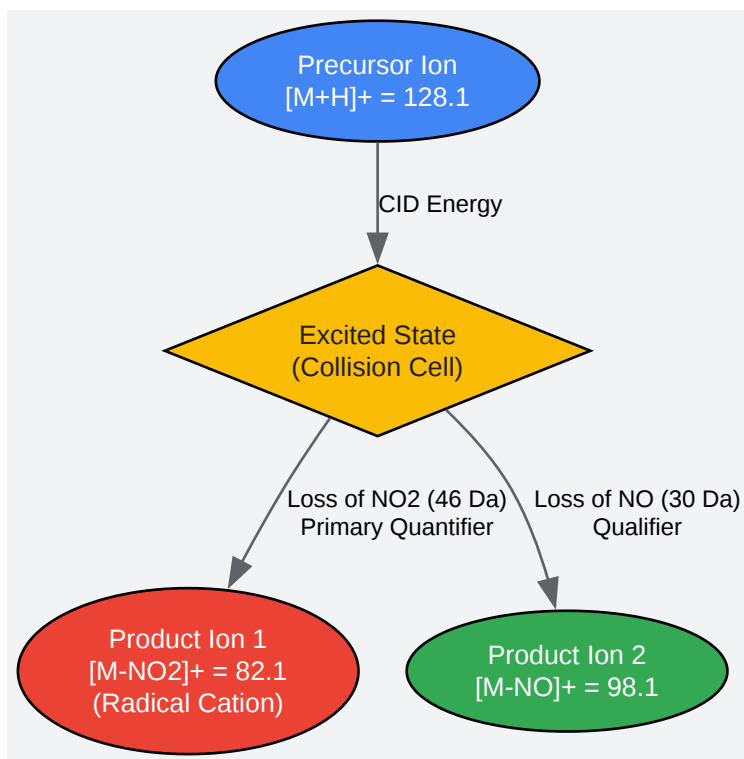 Precursor Ion
[M+H]+ = 128.1
CID Energy
Excited State
(Collision Cell)
Loss of NO2 (46 Da)
Primary Quantifier
Loss of NO (30 Da)
Qualifier
Product Ion 1
[M-NO2]+ = 82.1
(Radical Cation)
Product Ion 2
[M-NO]+ = 98.1